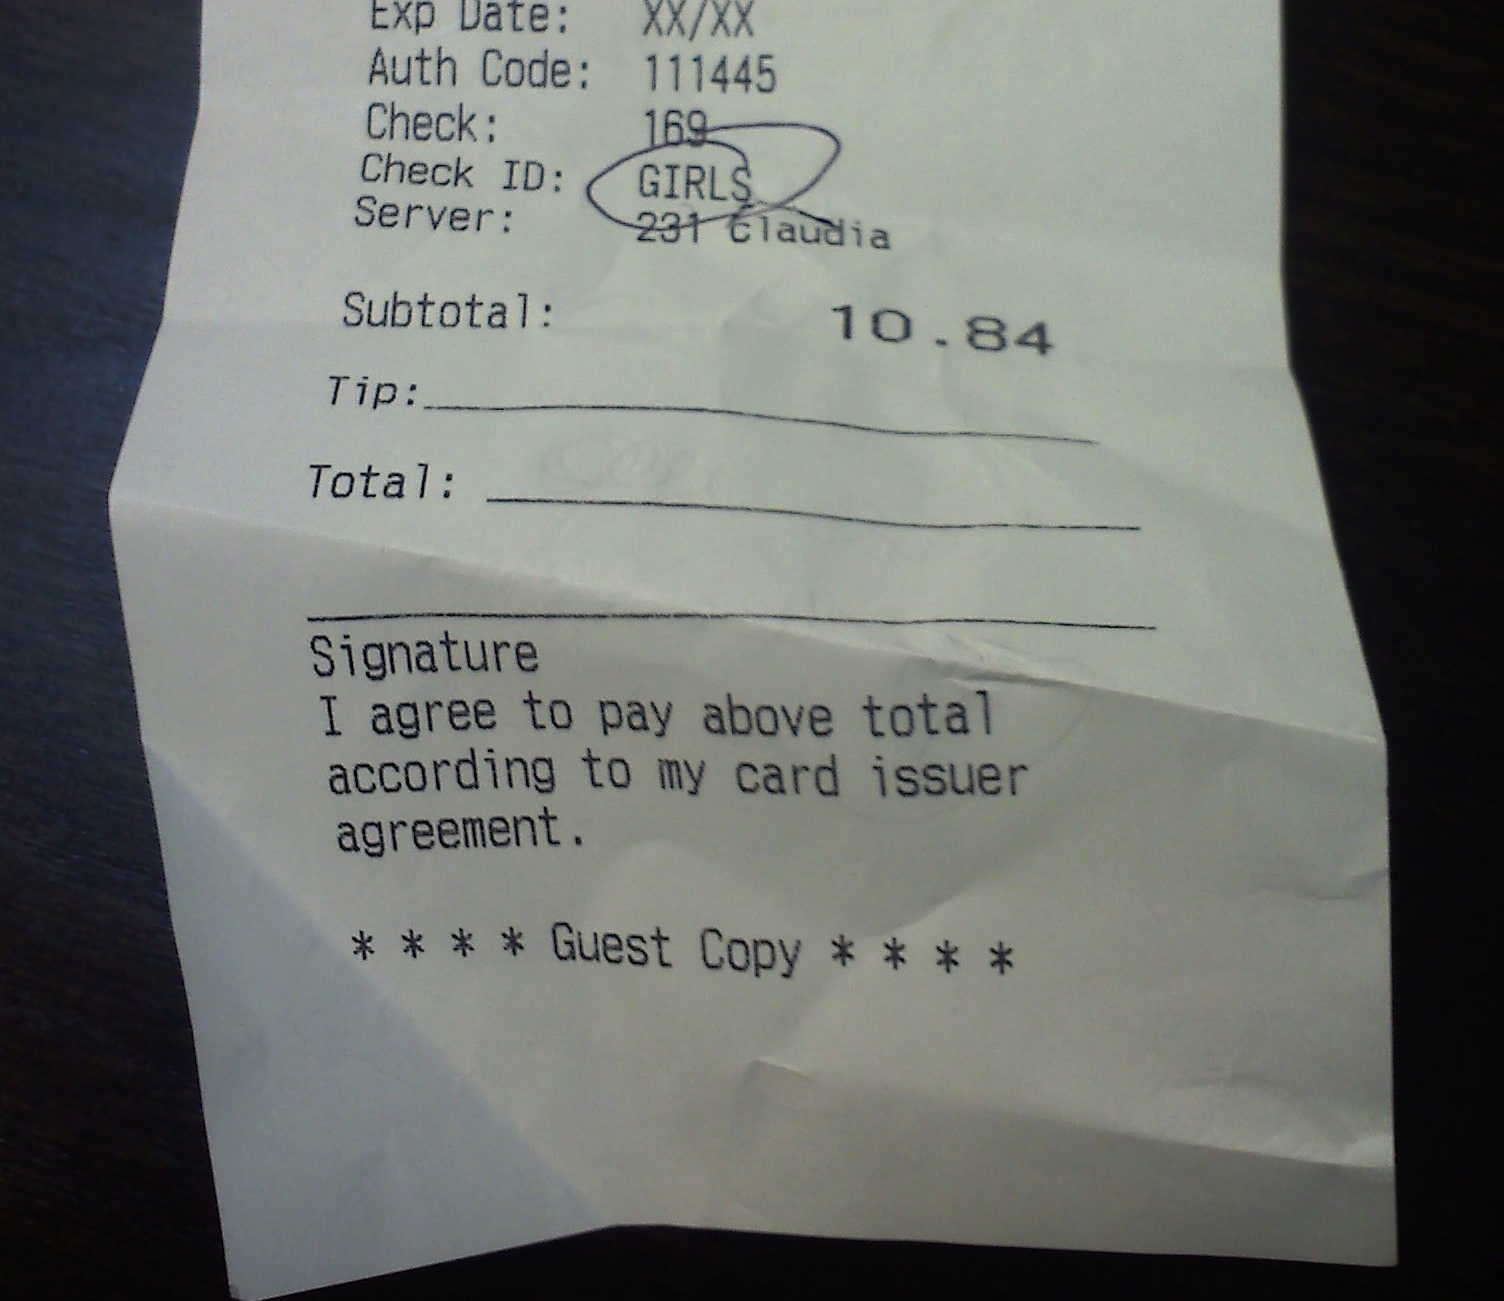 Exp Date: XX/XX
Auth Code: 111445
Check: 169
Check ID: GIRLS
Server: 231 Claudia
Subtotal: 10.84
Tip:
Total:
Signature
I agree to pay above total
according to my card issuer
agreement.
* * * * Guest Copy * * * *